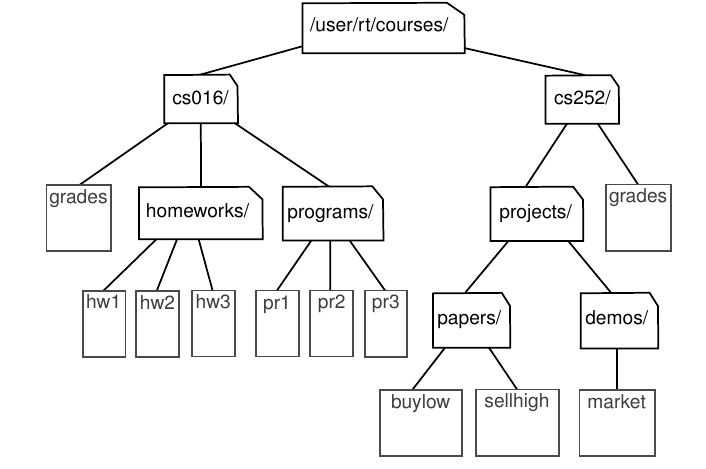 /user/rt/courses/
cs016/
cs252/
grades
homeworks/
programs/
projects/
grades
hw1
hw2
hw3
pr1
pr2
pr3
papers/
demos/
buylow
sellhigh
market